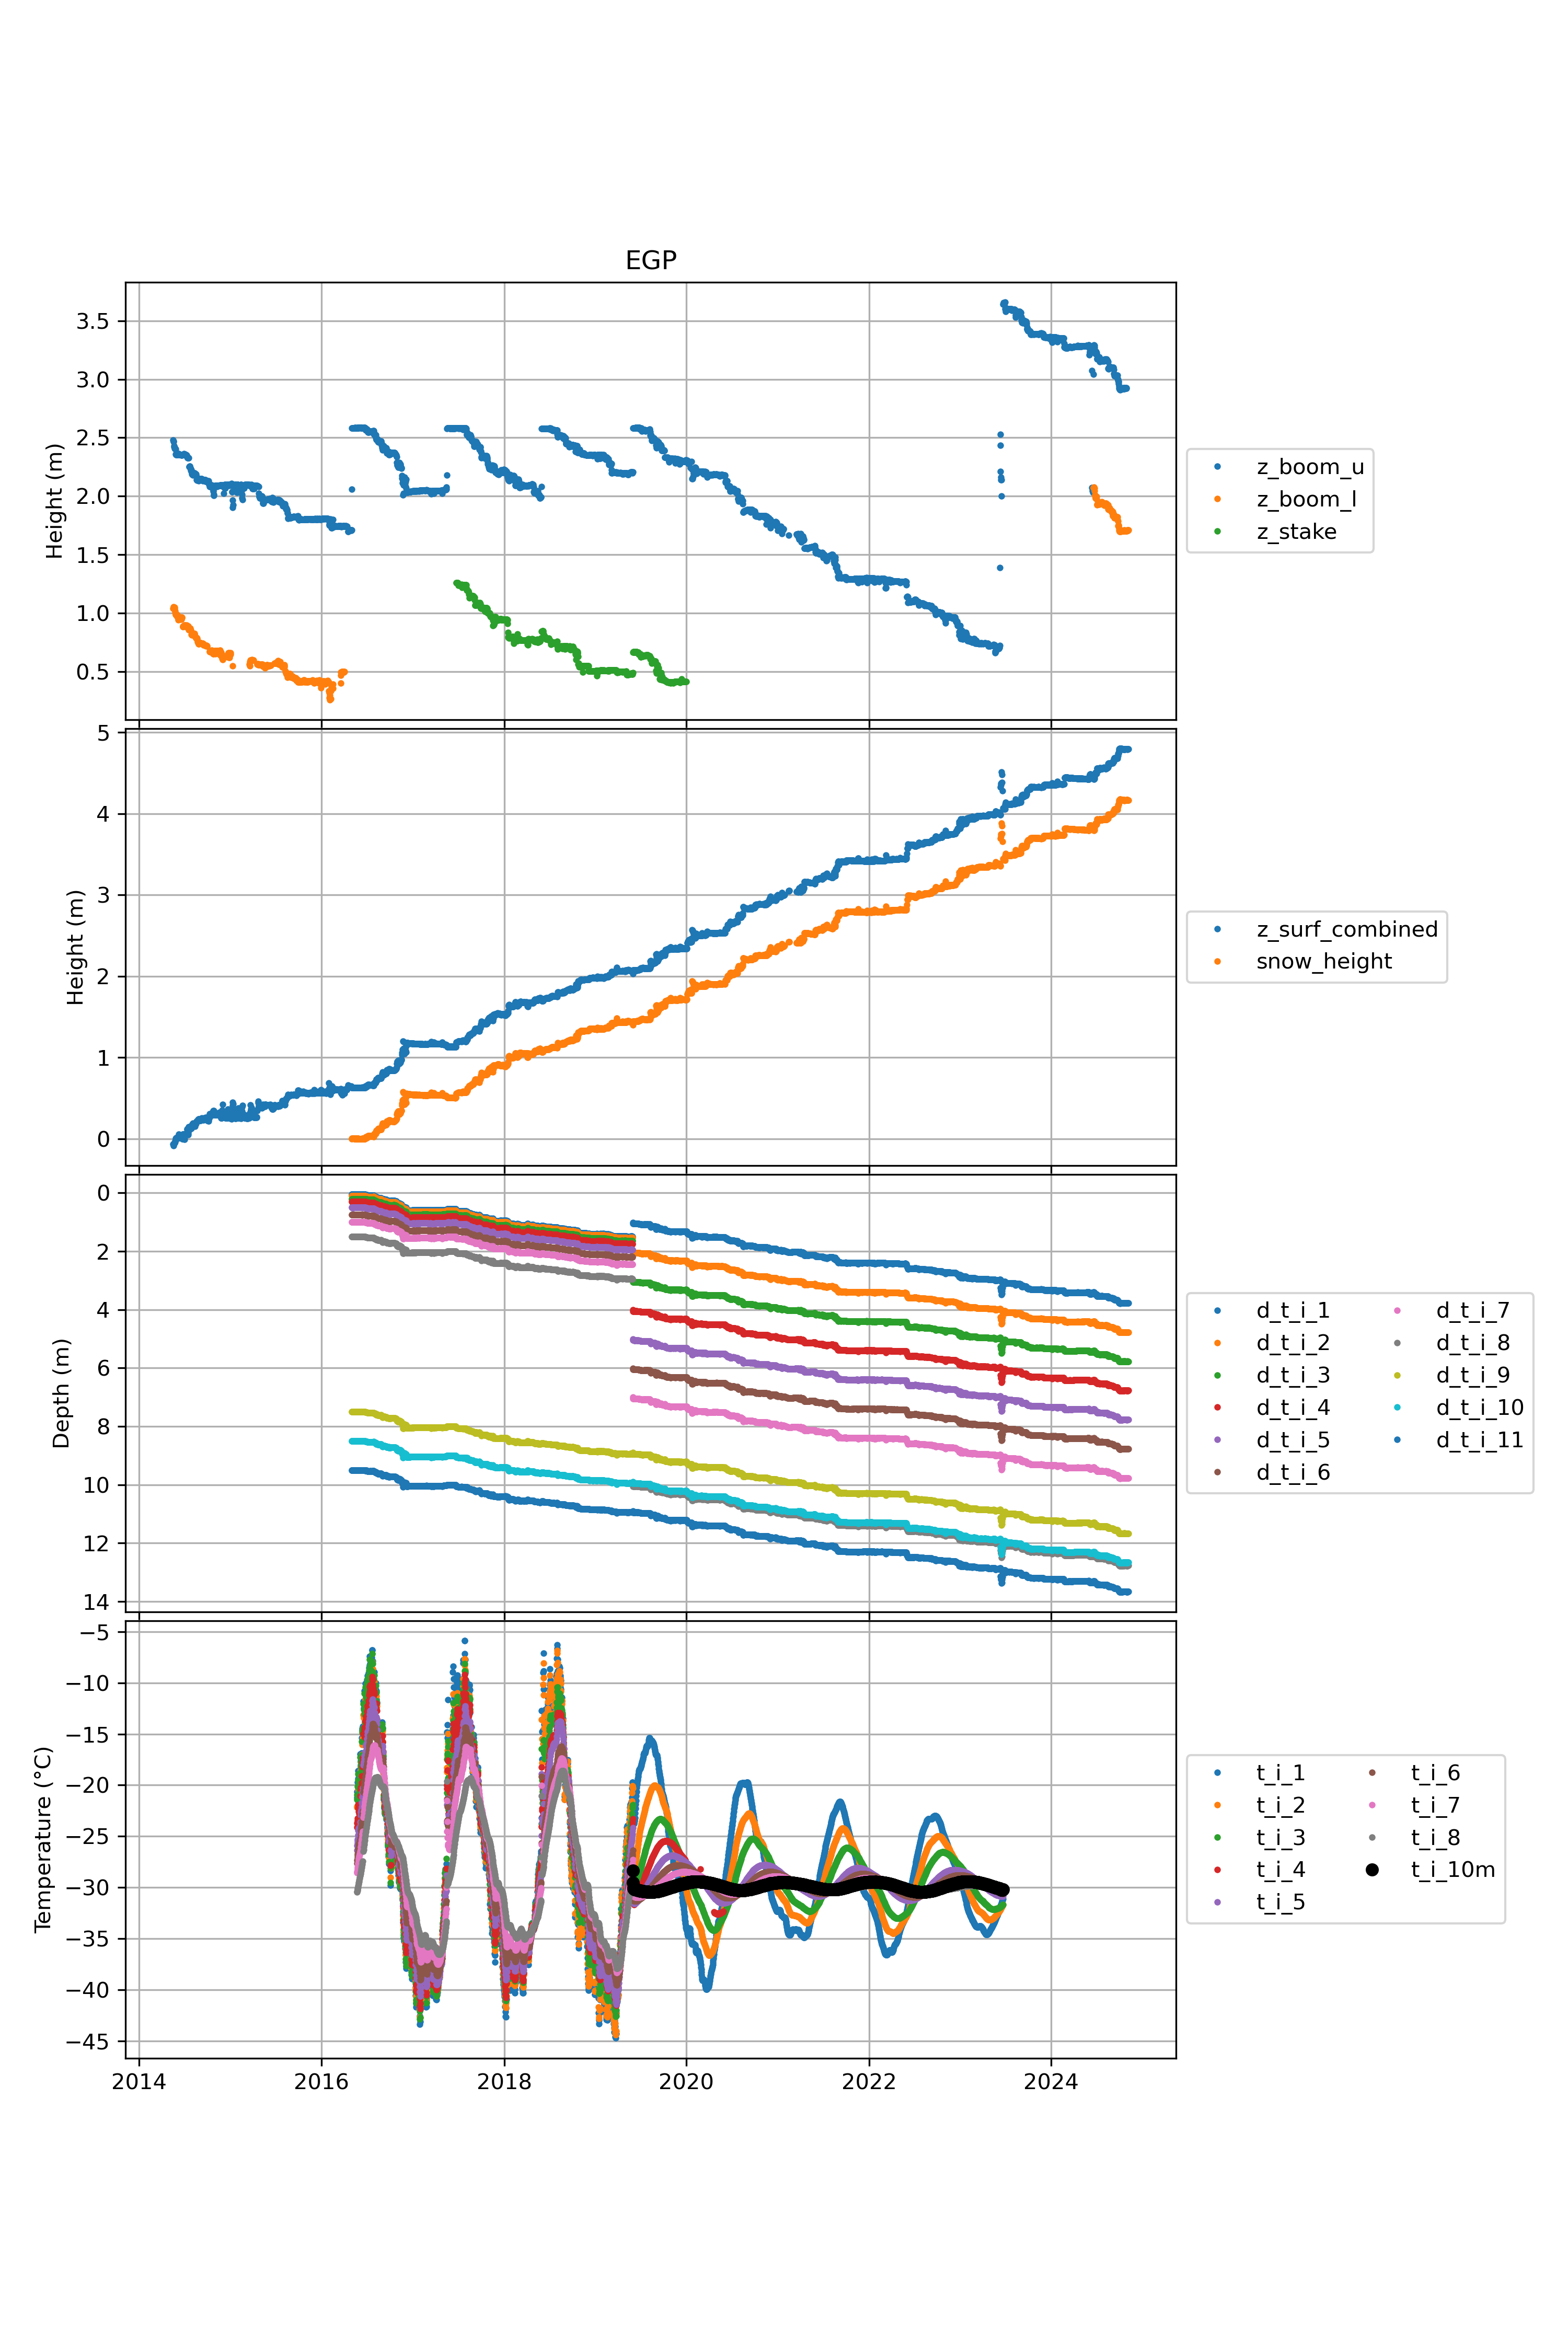 EGP
Height (m)
3.5
3.0
2.5
2.0
1.5
1.0
0.5
z_boom_u
z_boom_l
z_stake
Height (m)
5
4
3
2
1
0
z_surf_combined
snow_height
Depth (m)
0
2
4
6
8
10
12
14
d_t_i_1
d_t_i_2
d_t_i_3
d_t_i_4
d_t_i_5
d_t_i_6
d_t_i_7
d_t_i_8
d_t_i_9
d_t_i_10
d_t_i_11
Temperature (°C)
−5
−10
−15
−20
−25
−30
−35
−40
−45
t_i_1
t_i_2
t_i_3
t_i_4
t_i_5
t_i_6
t_i_7
t_i_8
t_i_10m
2014 2016 2018 2020 2022 2024